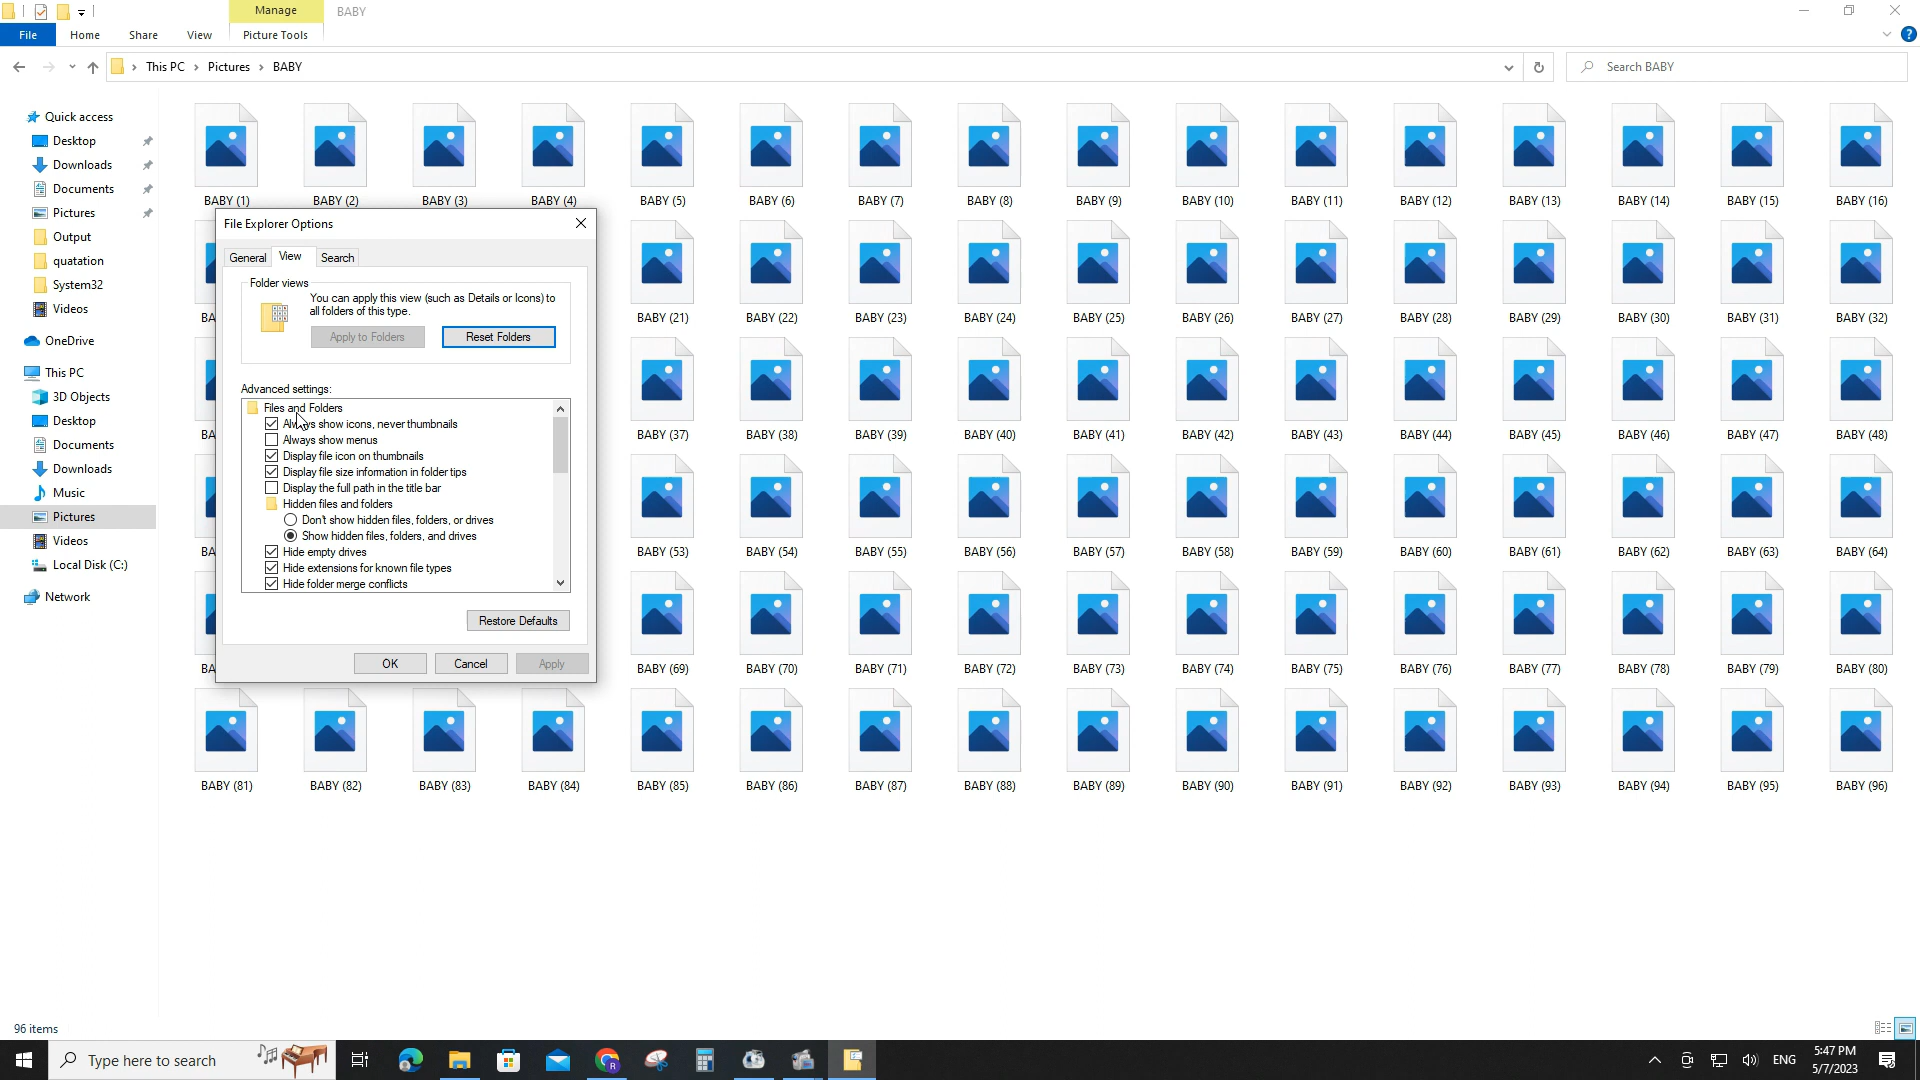 Manage
BABY
File
Home
Share
View
Picture Tools
This PC
Pictures
BABY
Search BABY
Quick access
Desktop
Downloads
Documents
Pictures
Output
quatation
System32
Videos
OneDrive
This PC
3D Objects
Desktop
Documents
Downloads
Music
Pictures
Videos
Local Disk (C:)
Network
BABY (1) BABY (2) BABY (3) BABY (4) BABY (5) BABY (6) BABY (7) BABY (8) BABY (9) BABY (10) BABY (11) BABY (12) BABY (13) BABY (14) BABY (15) BABY (16)
BA BABY (21) BABY (22) BABY (23) BABY (24) BABY (25) BABY (26) BABY (27) BABY (28) BABY (29) BABY (30) BABY (31) BABY (32)
BA BABY (37) BABY (38) BABY (39) BABY (40) BABY (41) BABY (42) BABY (43) BABY (44) BABY (45) BABY (46) BABY (47) BABY (48)
BA BABY (53) BABY (54) BABY (55) BABY (56) BABY (57) BABY (58) BABY (59) BABY (60) BABY (61) BABY (62) BABY (63) BABY (64)
BA BABY (69) BABY (70) BABY (71) BABY (72) BABY (73) BABY (74) BABY (75) BABY (76) BABY (77) BABY (78) BABY (79) BABY (80)
BABY (81) BABY (82) BABY (83) BABY (84) BABY (85) BABY (86) BABY (87) BABY (88) BABY (89) BABY (90) BABY (91) BABY (92) BABY (93) BABY (94) BABY (95) BABY (96)
File Explorer Options
General
View
Search
Folder views
You can apply this view (such as Details or Icons) to
all folders of this type.
Apply to Folders
Reset Folders
Advanced settings:
Files and Folders
Always show icons, never thumbnails
Always show menus
Display file icon on thumbnails
Display file size information in folder tips
Display the full path in the title bar
Hidden files and folders
Don't show hidden files, folders, or drives
Show hidden files, folders, and drives
Hide empty drives
Hide extensions for known file types
Hide folder merge conflicts
Restore Defaults
OK
Cancel
Apply
96 items
Type here to search
ENG
5:47 PM
5/7/2023